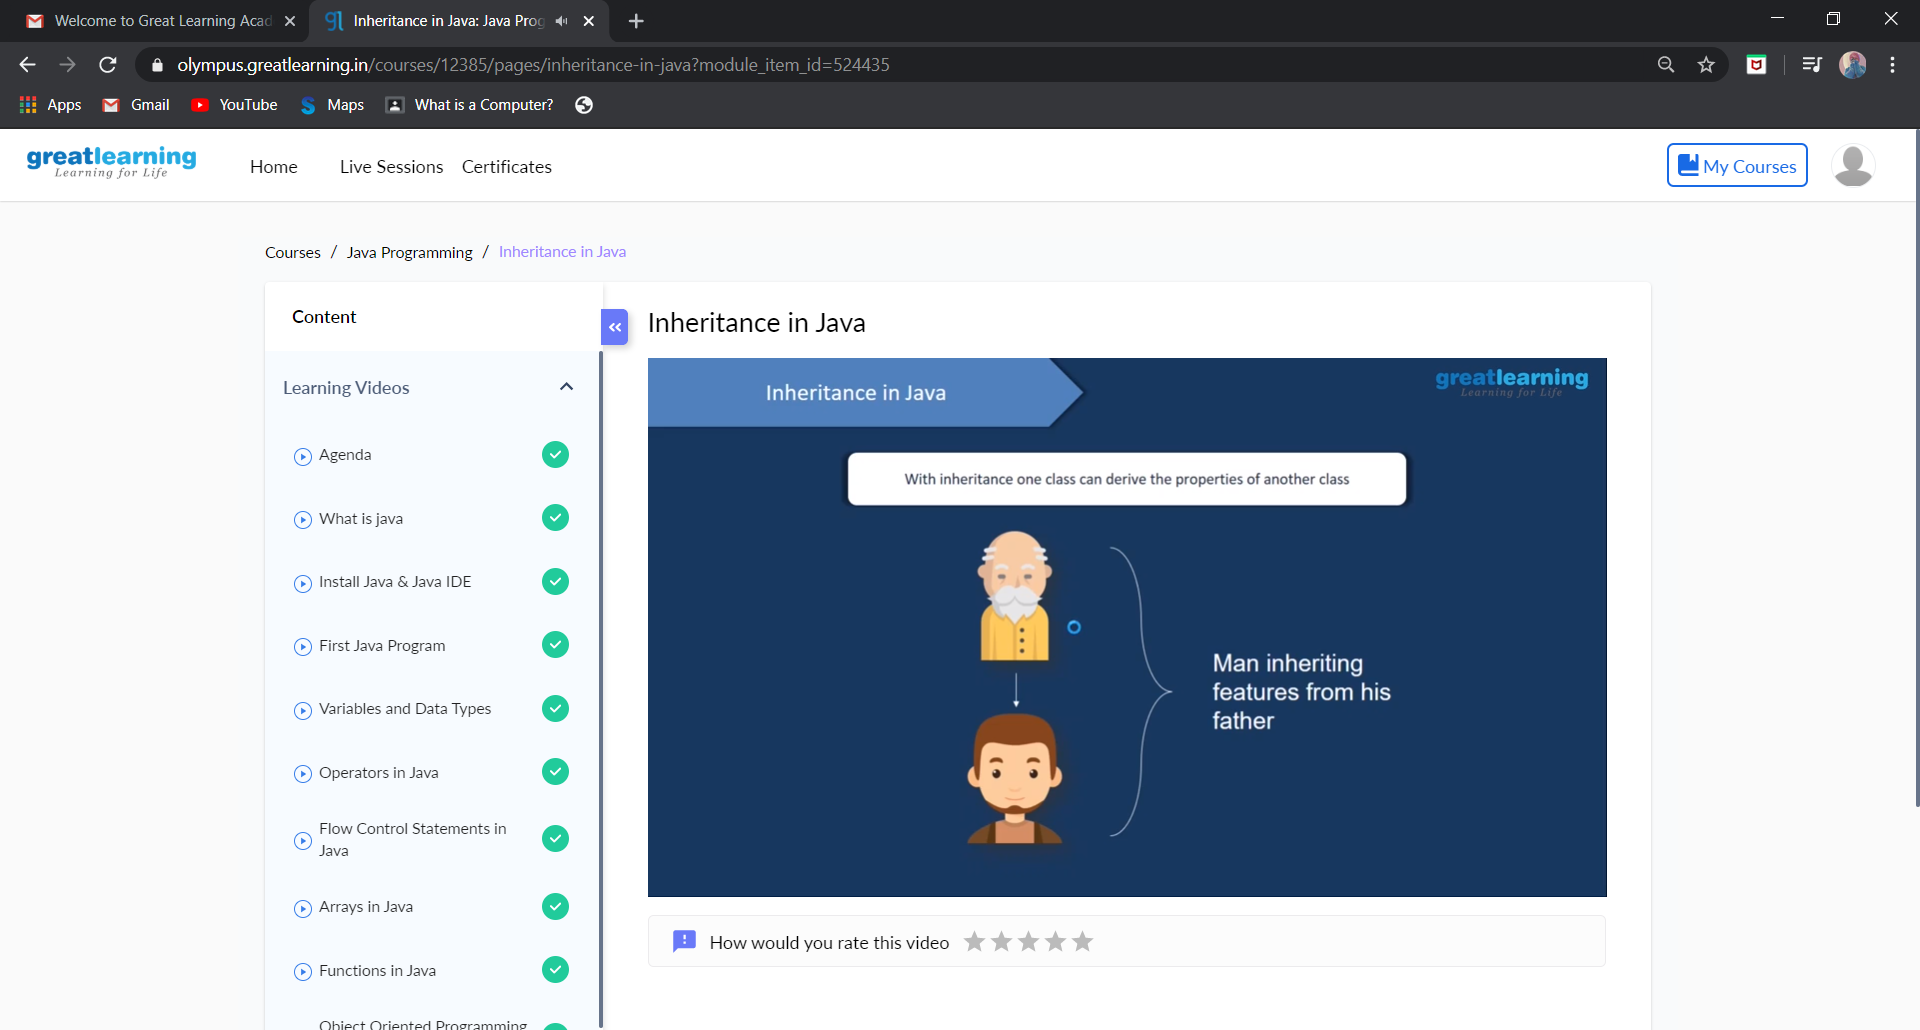 Welcome to Great Learning Acad
Inheritance in Java: Java Prog
olympus.greatlearning.in/courses/12385/pages/inheritance-in-java?module_item_id=524435
Apps Gmail YouTube Maps What is a Computer?
greatlearning
Learning for Life
Home Live Sessions Certificates
My Courses
Courses / Java Programming / Inheritance in Java
Content
«
Learning Videos
Agenda
What is java
Install Java & Java IDE
First Java Program
Variables and Data Types
Operators in Java
Flow Control Statements in
Java
Arrays in Java
Functions in Java
Object Oriented Programming
Inheritance in Java
Inheritance in Java
greatlearning
Learning for Life
With inheritance one class can derive the properties of another class
Man inheriting
features from his
father
How would you rate this video